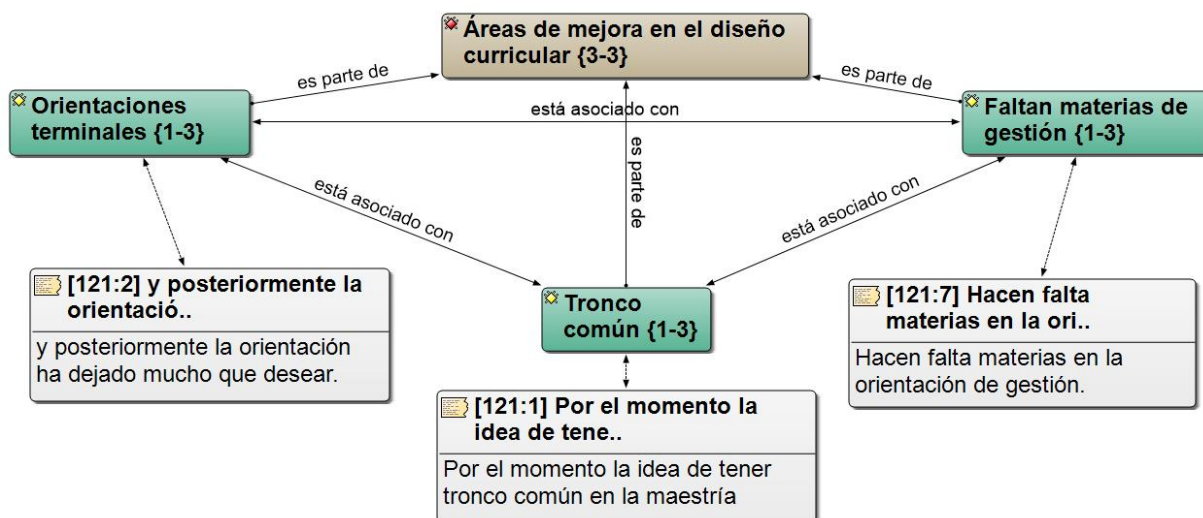 Áreas de mejora en el diseño
curricular {3-3}
es parte de
es parte de
Orientaciones
terminales {1-3}
está asociado con
Faltan materias de
gestión {1-3}
es parte de
está asociado con
está asociado con
[121:2] y posteriormente la
orientació..
y posteriormente la orientación
ha dejado mucho que desear.
Tronco
común {1-3}
[121:7] Hacen falta
materias en la ori..
Hacen falta materias en la
orientación de gestión.
[121:1] Por el momento la
idea de tene..
Por el momento la idea de tener
tronco común en la maestría